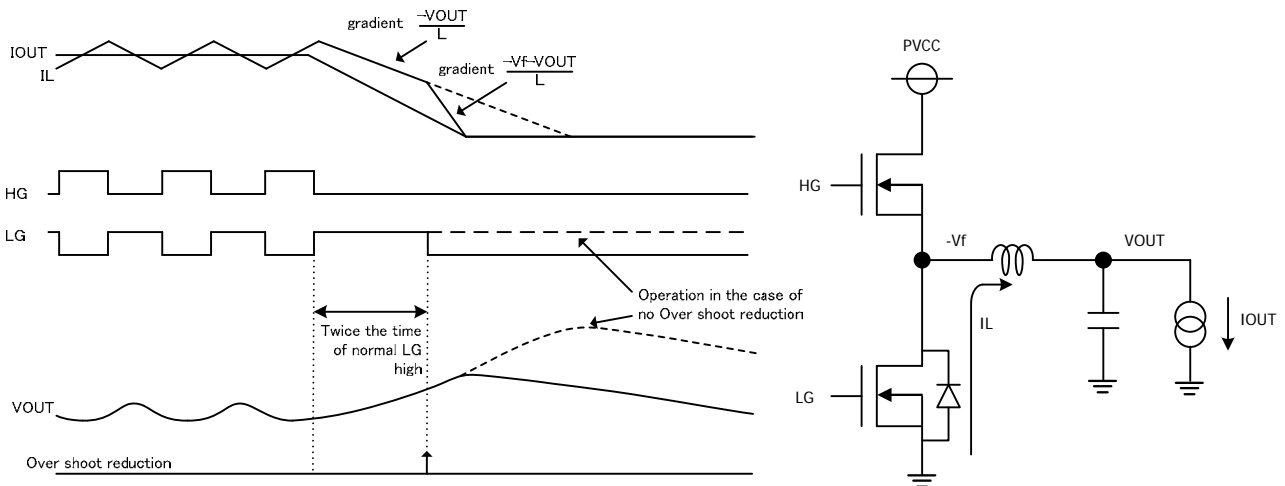 gradient −VOUT
L
IOUT
IL
gradient −Vf−VOUT
L
HG
LG
Operation in the case of
no Over shoot reduction
Twice the time
of normal LG
high
VOUT
Over shoot reduction
PVCC
HG
-Vf
VOUT
IL
IOUT
LG